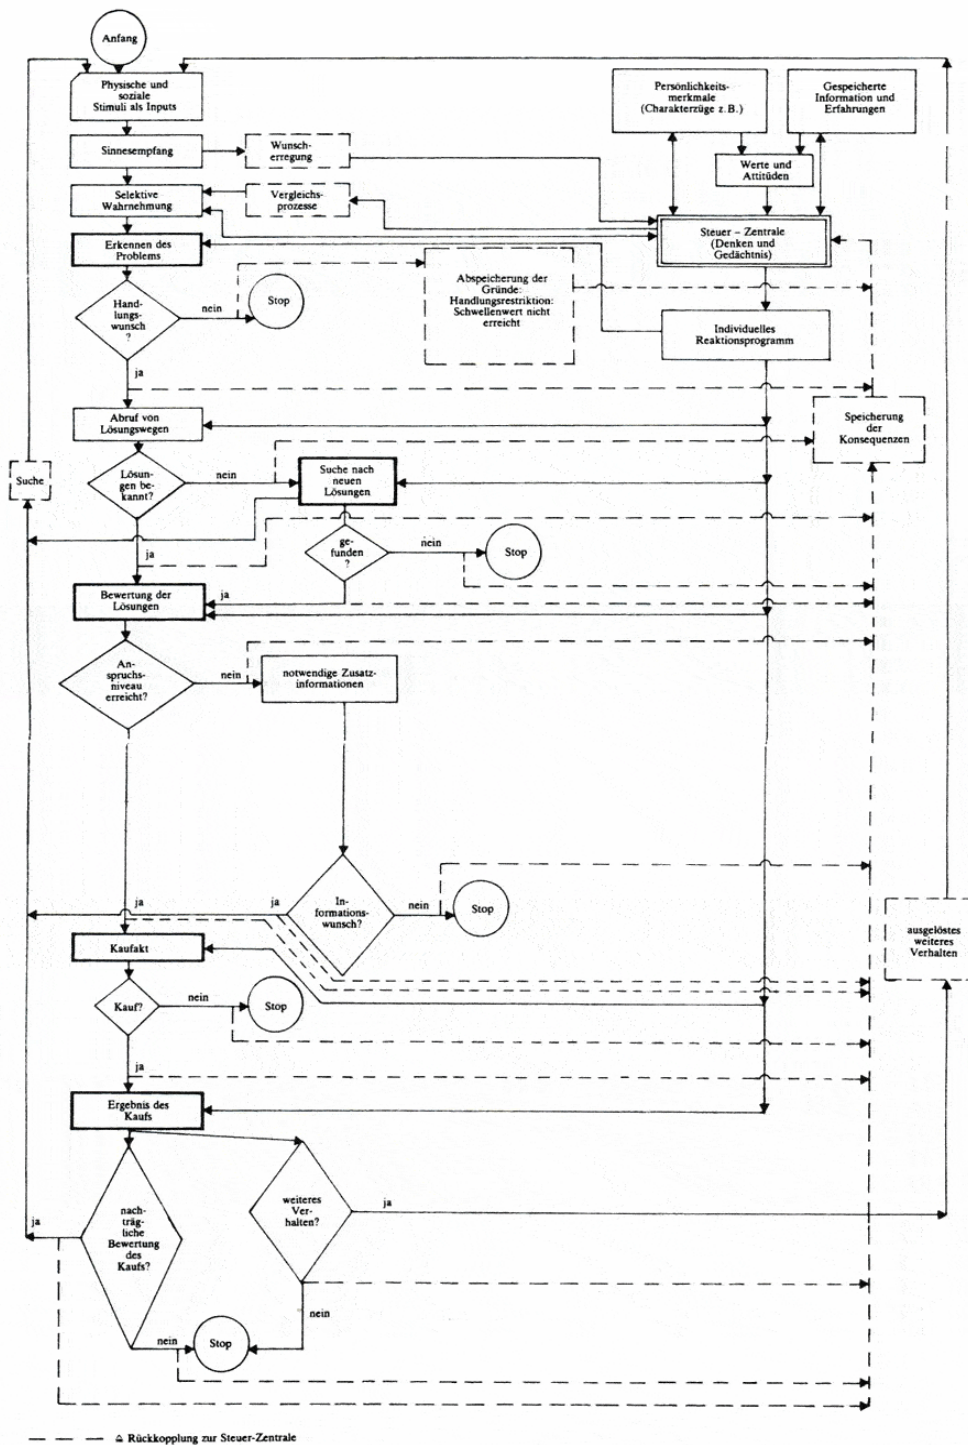 Anfang
Physische und
soziale
Stimuli als Inputs
Persönlichkeits-
merkmale
(Charakterzüge z.B.)
Gespeicherte
Information und
Erfahrungen
Sinnesempfang
Wunsch-
erregung
Werte und
Attitüden
Selektive
Wahrnehmung
Vergleichs-
prozesse
Steuer – Zentrale
(Denken und
Gedächtnis)
Erkennen des
Problems
Abspeicherung der
Gründe:
Handlungsrestriktion:
Schwellenwert nicht
erreicht
Hand-
lungs-
wunsch
?
nein
Stop
Individuelles
Reaktionsprogramm
ja
Abruf von
Lösungswegen
Speicherung
der
Konsequenzen
Suche
Lösun-
gen be-
kannt?
nein
Suche nach
neuen
Lösungen
ja
ge-
funden
?
nein
Stop
Bewertung der
Lösungen
ja
An-
spruchs-
niveau
erreicht?
nein
notwendige Zusatz-
informationen
ja
ja
In-
formations-
wunsch?
nein
Stop
ausgelöstes
weiteres
Verhalten
Kaufakt
Kauf?
nein
Stop
ja
Ergebnis des
Kaufs
ja
nach-
träg-
liche
Bewertung
des
Kaufs?
weiteres
Ver-
halten?
ja
nein
nein
Stop
≙ Rückkopplung zur Steuer-Zentrale